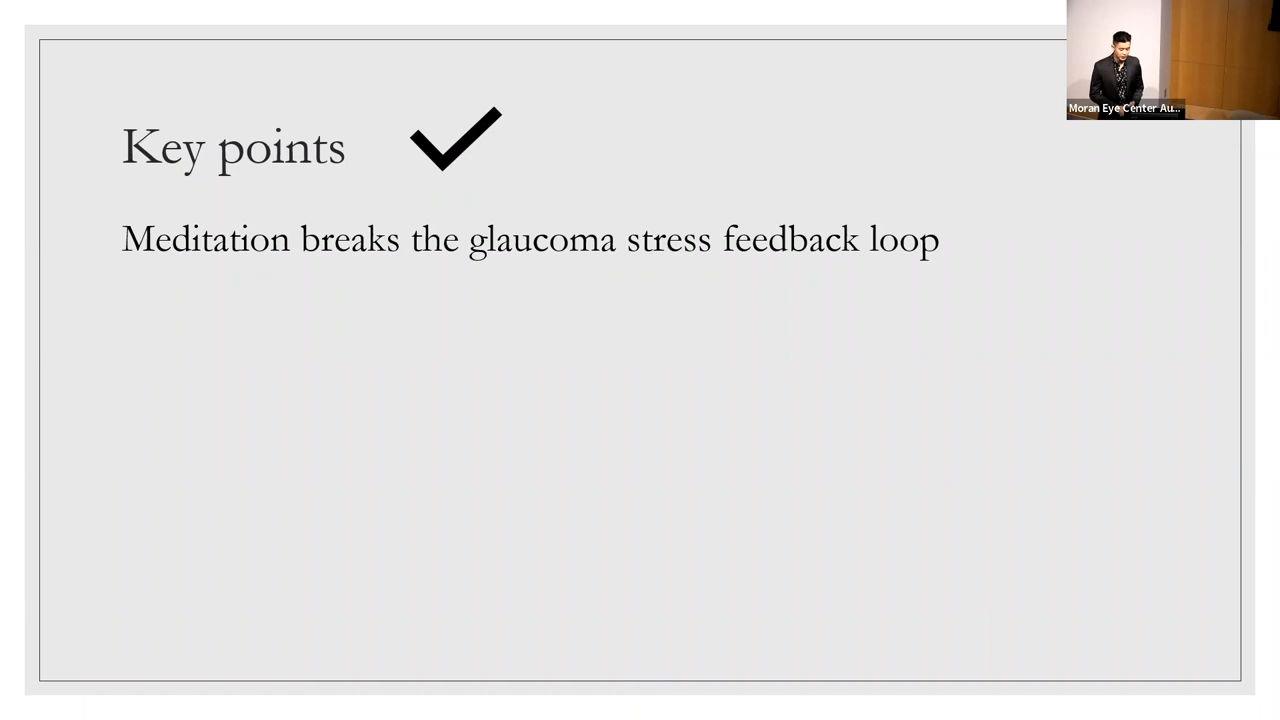 Key points
Meditation breaks the glaucoma stress feedback loop
Moran Eye Center Au...